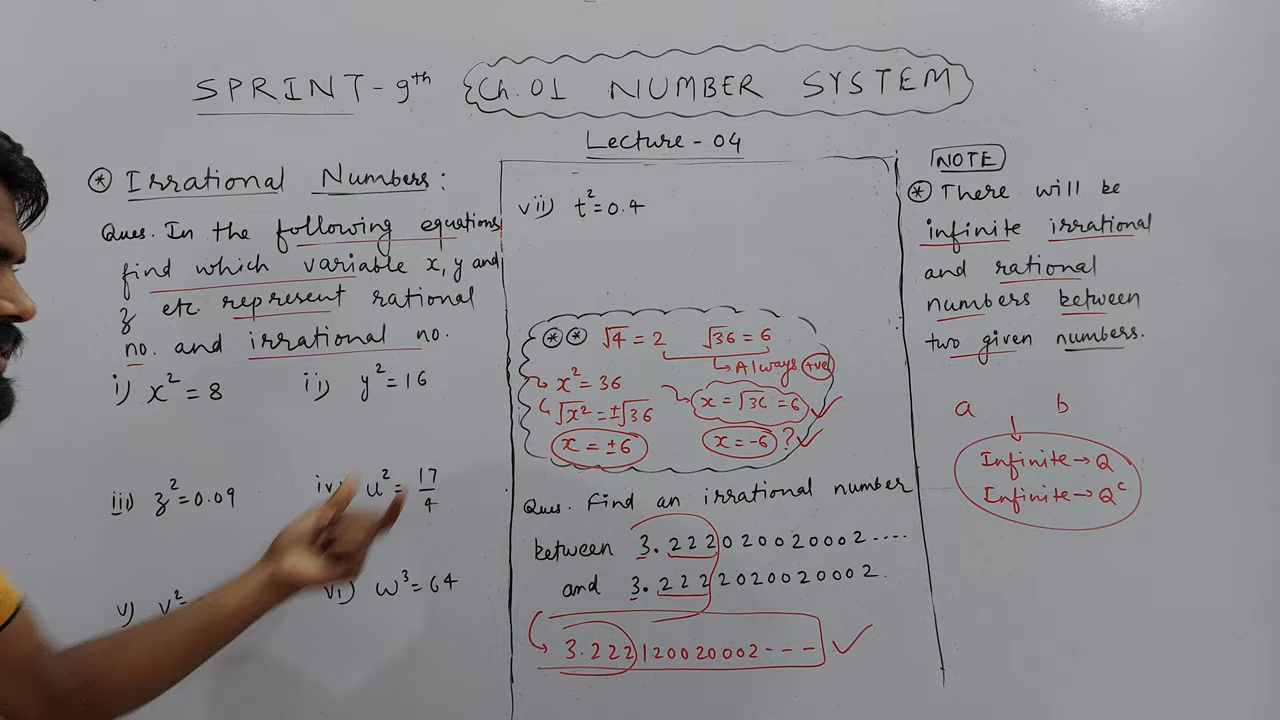 SPRINT-9th Ch.01 NUMBER SYSTEM
Lecture - 04
⊛ Irrational Numbers:
Ques. In the following equations
find which variable x, y and
z etc represent rational
no. and irrational no.
i) x² = 8 ii) y² = 16
iii) z² = 0.09 iv) u² = 17/4
v) v² = vi) w³ = 64
vii) t² = 0.4
⊛ ⊛ √4 = 2 √36 = 6
↳ Always +ve
→ x² = 36 → x = √36 = 6 ✓
↳ √x² = ±√36
x = ±6 x = -6 ? ✓
Ques. Find an irrational number
between 3.222020020002....
and 3.2222020020002.
3.222120020002--- ✓
NOTE
⊛ There will be
infinite irrational
and rational
numbers between
two given numbers.
a b
Infinite → Q
Infinite → Qᶜ